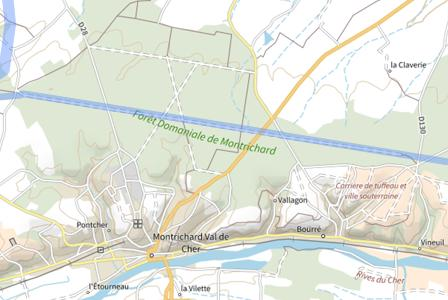 D28
la Claverie
Forêt Domaniale de Montrichard
D130
Carrière de tuffeau et
ville souterraine
Vallagon
Pontcher
Montrichard Val de
Cher
Bourré
Vineuil
Rives du Cher
l'Étourneau
la Vilette